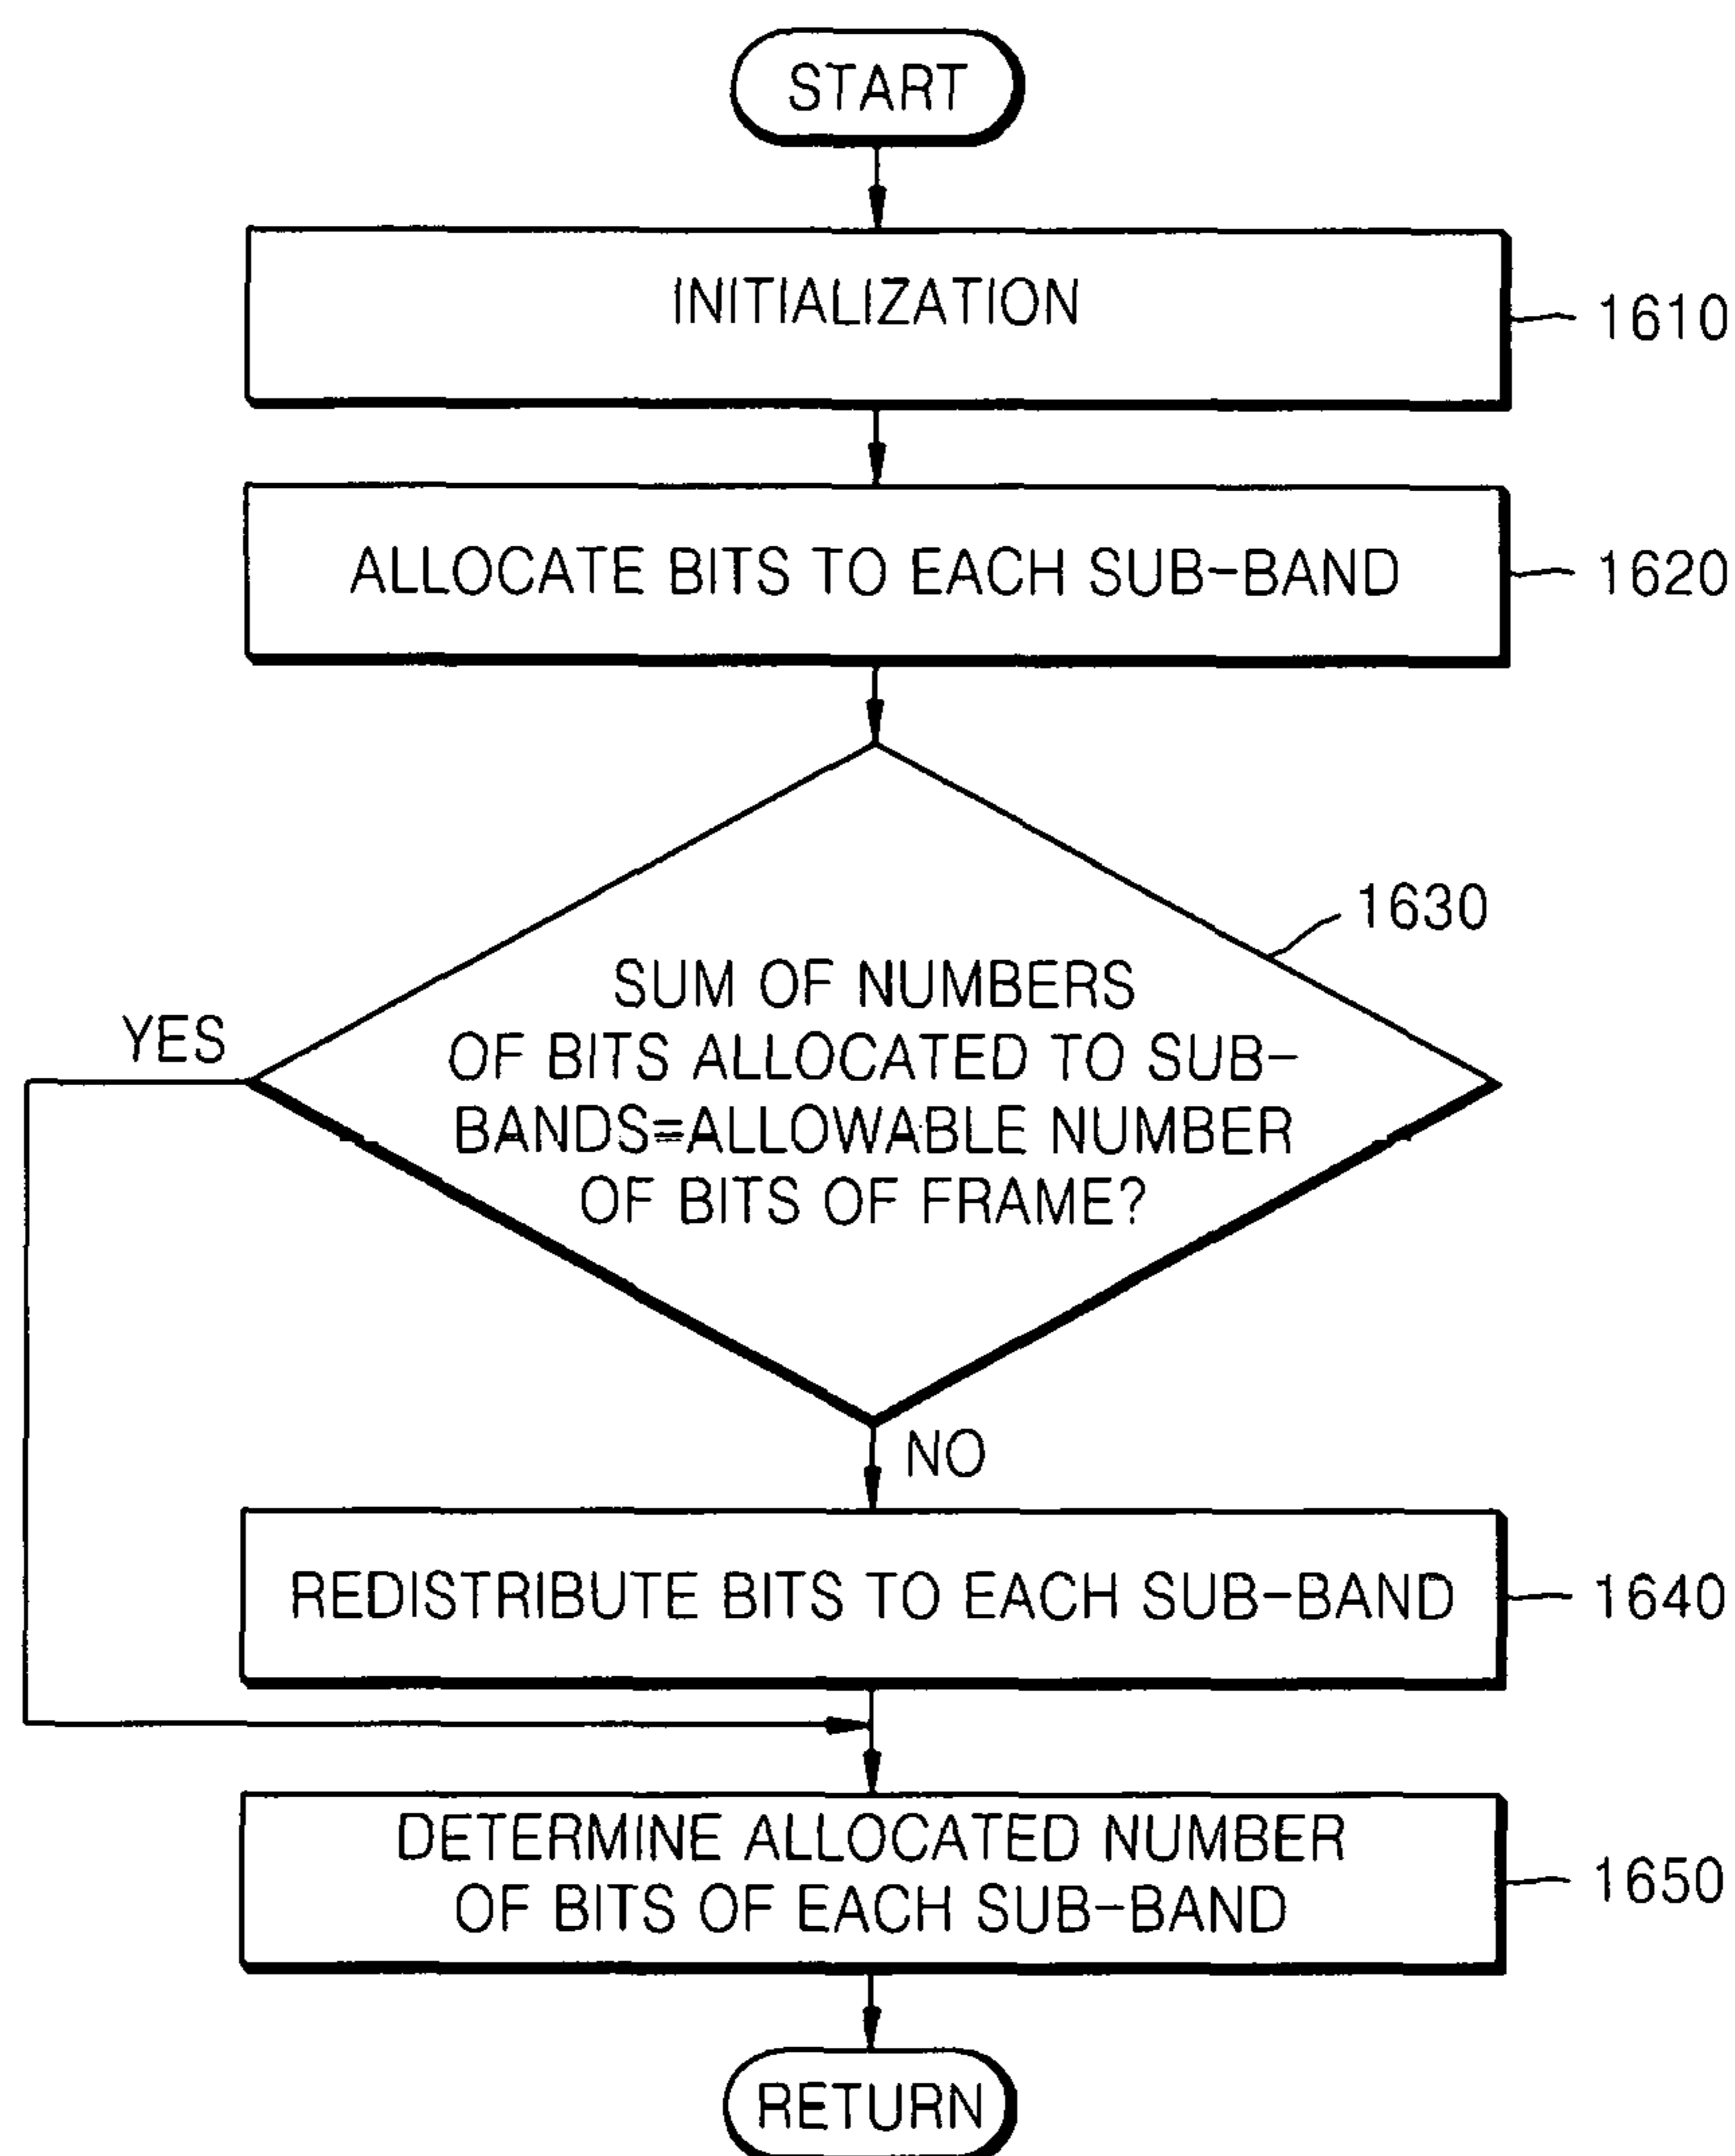 START
INITIALIZATION
1610
ALLOCATE BITS TO EACH SUB-BAND
1620
1630
SUM OF NUMBERS
OF BITS ALLOCATED TO SUB-
BANDS=ALLOWABLE NUMBER
OF BITS OF FRAME?
YES
NO
REDISTRIBUTE BITS TO EACH SUB-BAND
1640
DETERMINE ALLOCATED NUMBER
OF BITS OF EACH SUB-BAND
1650
RETURN